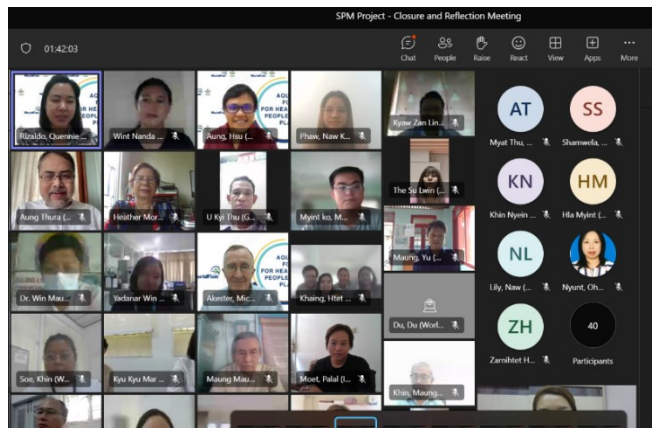 SPM Project - Closure and Reflection Meeting
01:42:03
Chat
People
Raise
React
View
Apps
More
Rizaldo, Quennie ...
Wint Nanda ...
Aung, Hsu (...
Phaw, Naw K...
Kyaw Zan Lin...
AT
Myat Thu, ...
SS
Shamwela, ...
Aung Thura (...
Heather Mor...
U Kyi Thu (G...
Myint ko, M...
The Su Lwin (...
KN
Khin Nyein ...
HM
Hla Myint (...
Dr. Win Mau...
Yadanar Win ...
Akester, Mic...
Khaing, Htet ...
Maung, Yu (...
NL
Lily, Naw (...
Nyunt, Oh...
Du, Du (Worl...
Soe, Khin (W...
Kyu Kyu Mar ...
Maung Mau...
Moet, Palal (I...
Khin, Maung...
ZH
Zarnihtet H...
40
Participants